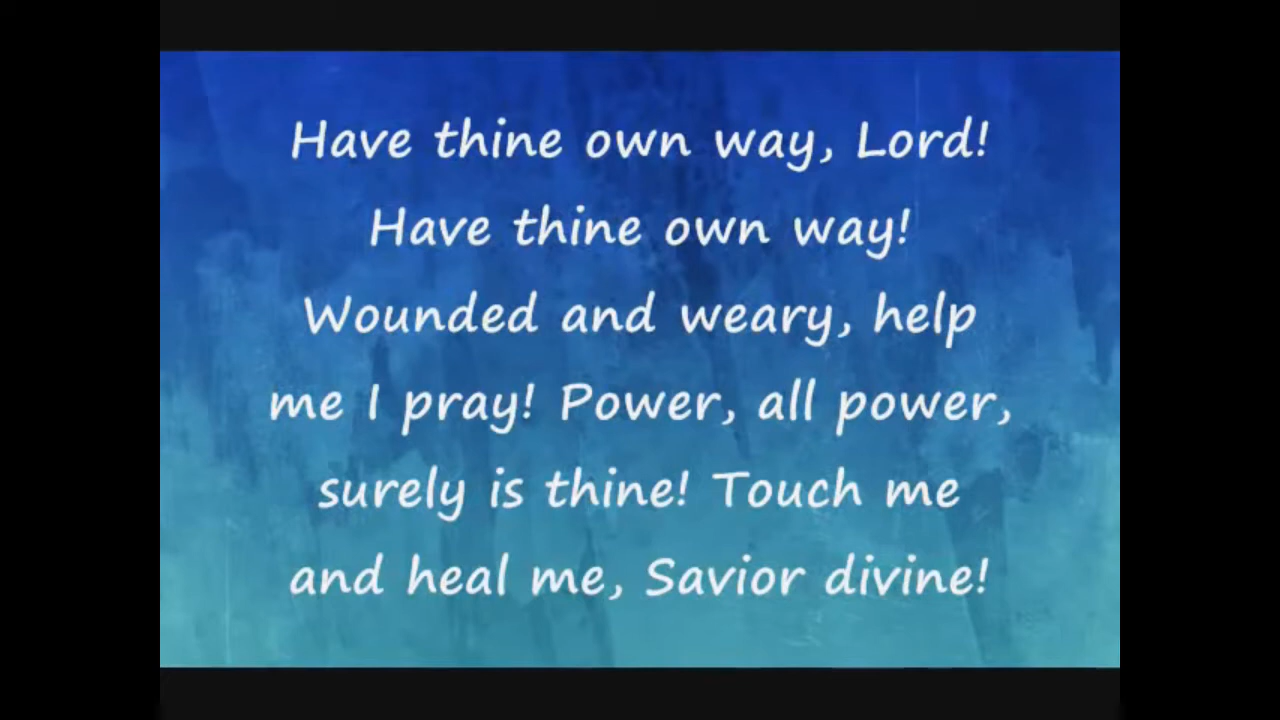 Have thine own way, Lord!
Have thine own way!
Wounded and weary, help
me I pray! Power, all power,
surely is thine! Touch me
and heal me, Savior divine!